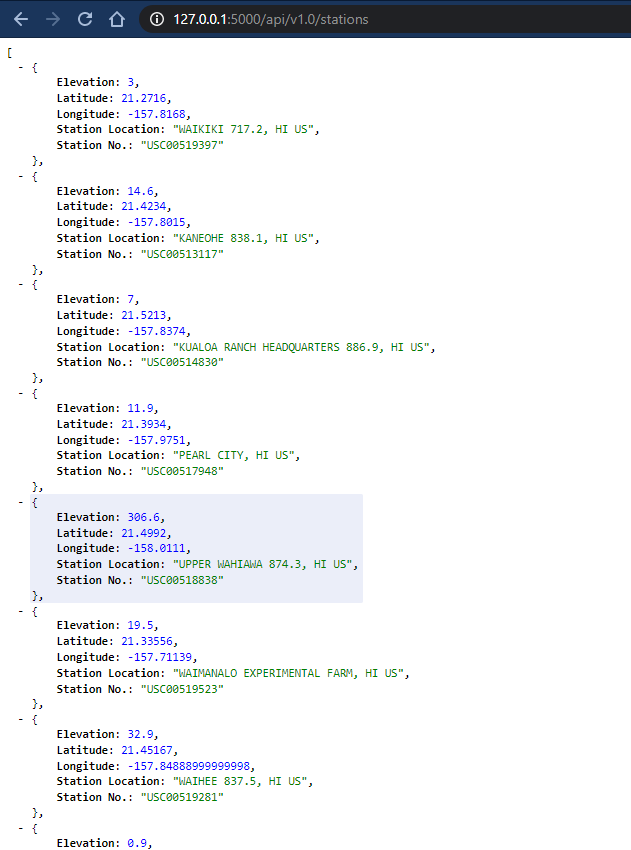 127.0.0.1:5000/api/v1.0/stations
[
- {
Elevation: 3,
Latitude: 21.2716,
Longitude: -157.8168,
Station Location: "WAIKIKI 717.2, HI US",
Station No.: "USC00519397"
},
- {
Elevation: 14.6,
Latitude: 21.4234,
Longitude: -157.8015,
Station Location: "KANEOHE 838.1, HI US",
Station No.: "USC00513117"
},
- {
Elevation: 7,
Latitude: 21.5213,
Longitude: -157.8374,
Station Location: "KUALOA RANCH HEADQUARTERS 886.9, HI US",
Station No.: "USC00514830"
},
- {
Elevation: 11.9,
Latitude: 21.3934,
Longitude: -157.9751,
Station Location: "PEARL CITY, HI US",
Station No.: "USC00517948"
},
- {
Elevation: 306.6,
Latitude: 21.4992,
Longitude: -158.0111,
Station Location: "UPPER WAHIAWA 874.3, HI US",
Station No.: "USC00518838"
},
- {
Elevation: 19.5,
Latitude: 21.33556,
Longitude: -157.71139,
Station Location: "WAIMANALO EXPERIMENTAL FARM, HI US",
Station No.: "USC00519523"
},
- {
Elevation: 32.9,
Latitude: 21.45167,
Longitude: -157.84888999999998,
Station Location: "WAIHEE 837.5, HI US",
Station No.: "USC00519281"
},
- {
Elevation: 0.9,